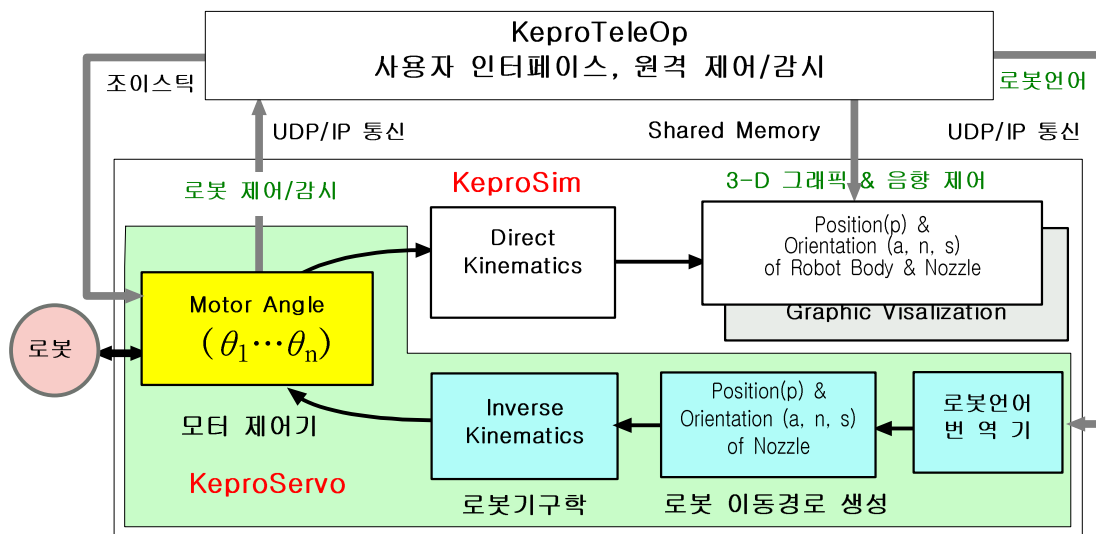 KeproTeleOp
사용자 인터페이스, 원격 제어/감시
조이스틱
로봇언어
UDP/IP 통신
Shared Memory
UDP/IP 통신
로봇 제어/감시
KeproSim
3-D 그래픽 & 음향 제어
Direct
Kinematics
Position(p) &
Orientation (a, n, s)
of Robot Body & Nozzle
Graphic Visalization
Motor Angle
(θ1⋯θn)
로봇
모터 제어기
KeproServo
Inverse
Kinematics
로봇기구학
Position(p) &
Orientation (a, n, s)
of Nozzle
로봇 이동경로 생성
로봇언어
번 역 기